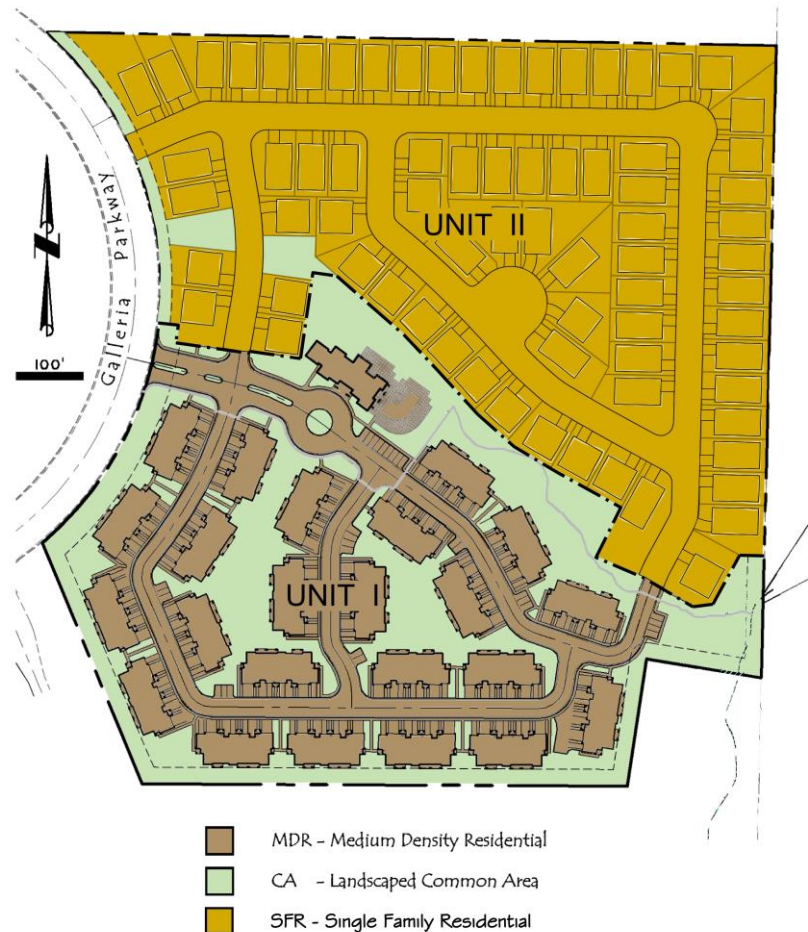 Galleria Parkway
N
100'
UNIT II
UNIT I
MDR - Medium Density Residential
CA - Landscaped Common Area
SFR - Single Family Residential